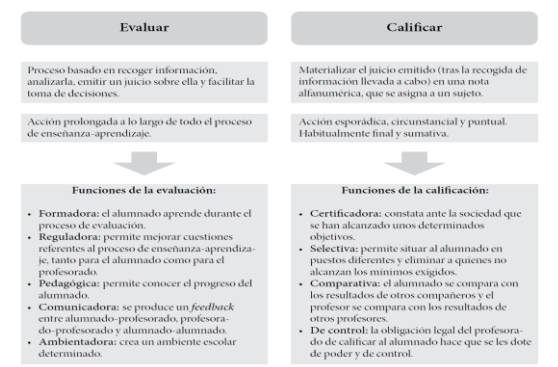 Evaluar
Proceso basado en recoger información,
analizarla, emitir un juicio sobre ella y facilitar la
toma de decisiones.
Acción prolongada a lo largo de todo el proceso
de enseñanza-aprendizaje.
Funciones de la evaluación:
• Formadora: el alumnado aprende durante el
proceso de evaluación.
• Reguladora: permite mejorar cuestiones
referentes al proceso de enseñanza-aprendiza-
je, tanto para el alumnado como para el
profesorado.
• Pedagógica: permite conocer el progreso del
alumnado.
• Comunicadora: se produce un feedback
entre alumnado-profesorado, profesora-
do-profesorado y alumnado-alumnado.
• Ambientadora: crea un ambiente escolar
determinado.
Calificar
Materializar el juicio emitido (tras la recogida de
información llevada a cabo) en una nota
alfanumérica, que se asigna a un sujeto.
Acción esporádica, circunstancial y puntual.
Habitualmente final y sumativa.
Funciones de la calificación:
• Certificadora: constata ante la sociedad que
se han alcanzado unos determinados
objetivos.
• Selectiva: permite situar al alumnado en
puestos diferentes y eliminar a quienes no
alcanzan los mínimos exigidos.
• Comparativa: el alumnado se compara con
los resultados de otros compañeros y el
profesor se compara con los resultados de
otros profesores.
• De control: la obligación legal del profesora-
do de calificar al alumnado hace que se les dote
de poder y de control.